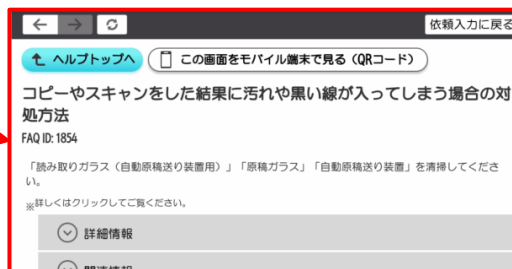 依頼入力に戻る
ヘルプトップへ
この画面をモバイル端末で見る（QRコード）
コピーやスキャンをした結果に汚れや黒い線が入ってしまう場合の対
処方法
FAQ ID: 1854
「読み取りガラス（自動原稿送り装置用）」「原稿ガラス」「自動原稿送り装置」を清掃してくださ
い。
※詳しくはクリックしてご覧ください。
詳細情報